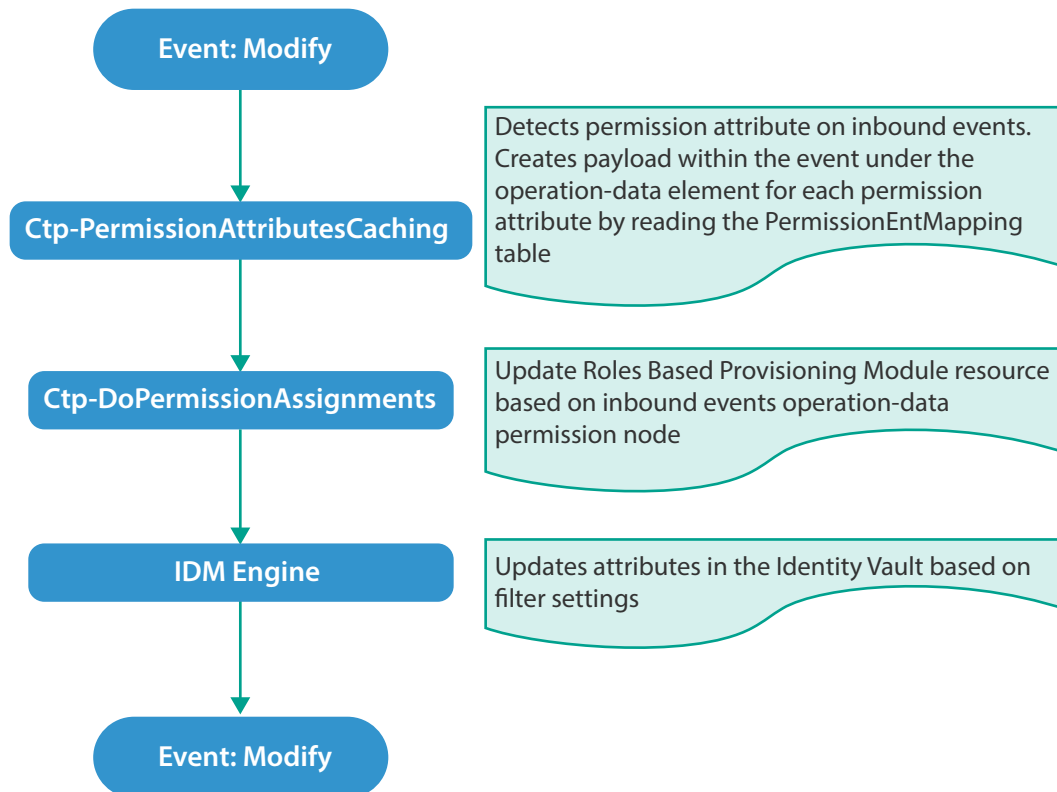 Event: Modify
Detects permission attribute on inbound events.
Creates payload within the event under the
operation-data element for each permission
attribute by reading the PermissionEntMapping
table
Ctp-PermissionAttributesCaching
Update Roles Based Provisioning Module resource
based on inbound events operation-data
permission node
Ctp-DoPermissionAssignments
IDM Engine
Updates attributes in the Identity Vault based on
filter settings
Event: Modify